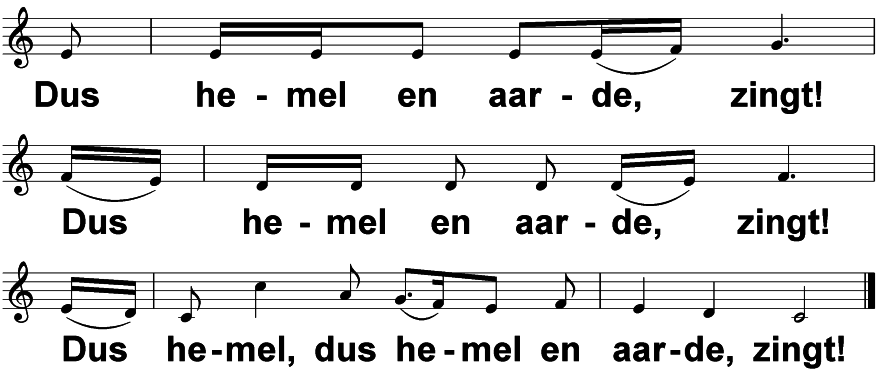 Dus he - mel en aar - de, zingt!
Dus he - mel en aar - de, zingt!
Dus he - mel, dus he - mel en aar - de, zingt!